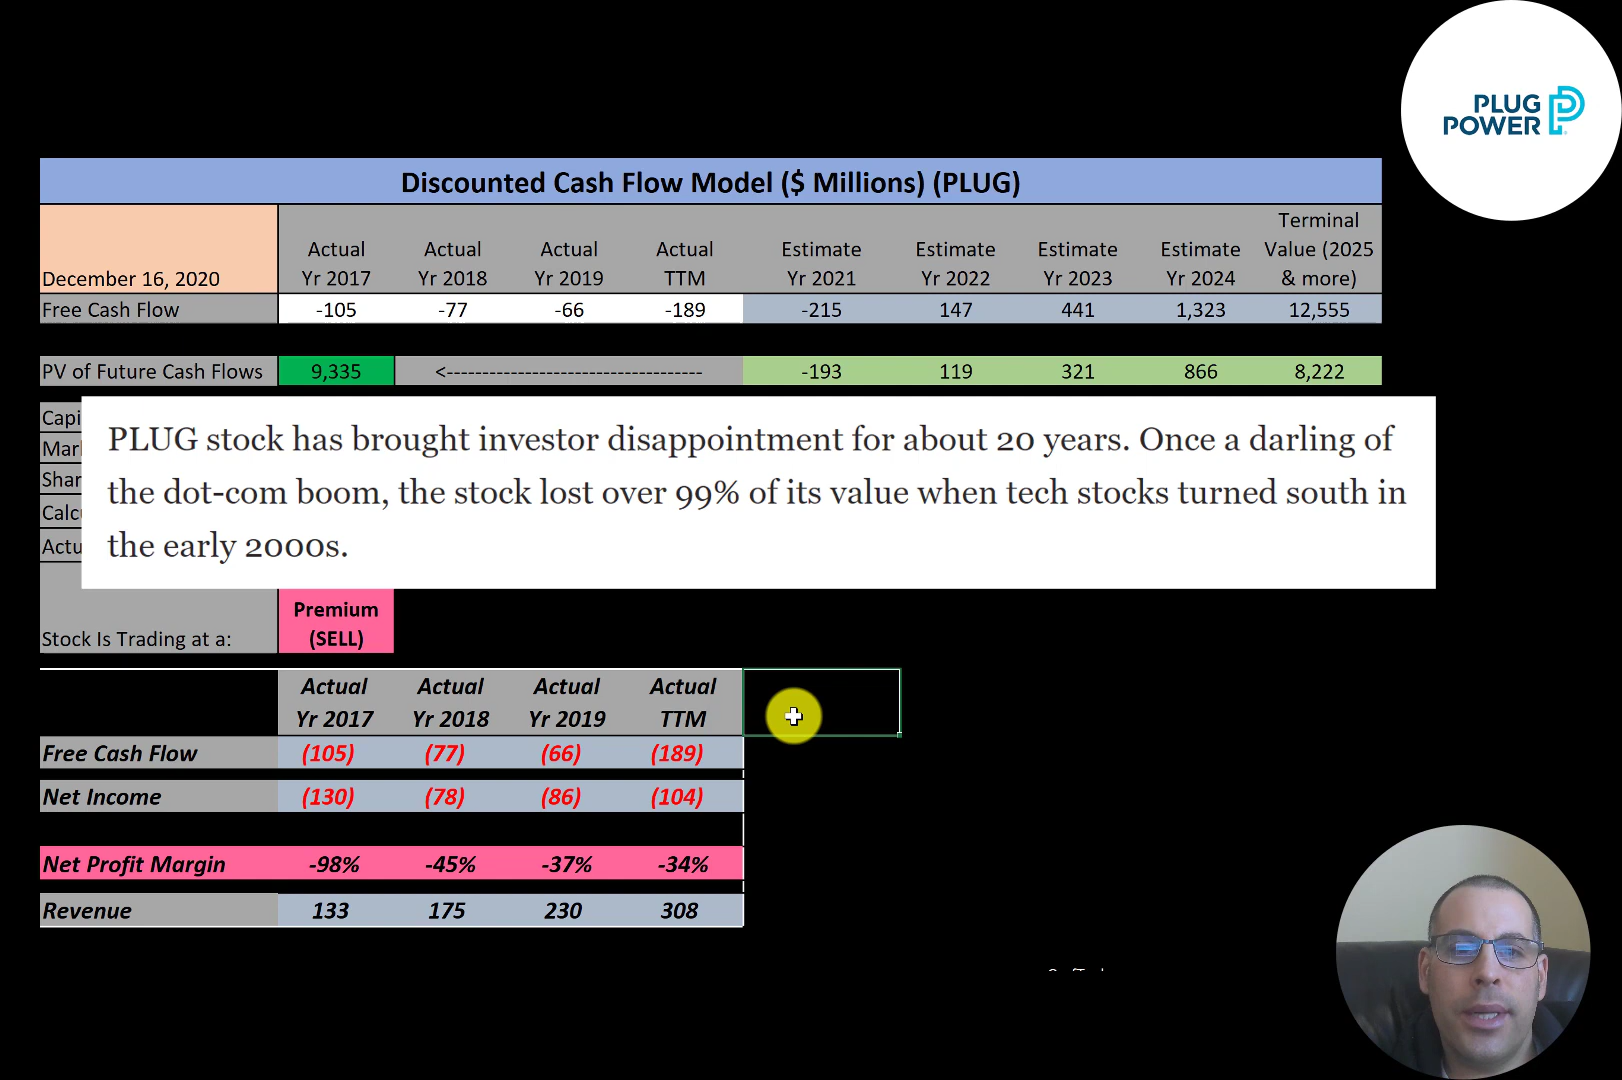 PLUG
POWER
Discounted Cash Flow Model ($ Millions) (PLUG)
December 16, 2020 Actual Yr 2017 Actual Yr 2018 Actual Yr 2019 Actual TTM Estimate Yr 2021 Estimate Yr 2022 Estimate Yr 2023 Estimate Yr 2024 Terminal Value (2025 & more)
Free Cash Flow -105 -77 -66 -189 -215 147 441 1,323 12,555
PV of Future Cash Flows 9,335 <---------------------------------- -193 119 321 866 8,222
PLUG stock has brought investor disappointment for about 20 years. Once a darling of
the dot-com boom, the stock lost over 99% of its value when tech stocks turned south in
the early 2000s.
Stock Is Trading at a: Premium (SELL)
Actual Yr 2017 Actual Yr 2018 Actual Yr 2019 Actual TTM
Free Cash Flow (105) (77) (66) (189)
Net Income (130) (78) (86) (104)
Net Profit Margin -98% -45% -37% -34%
Revenue 133 175 230 308